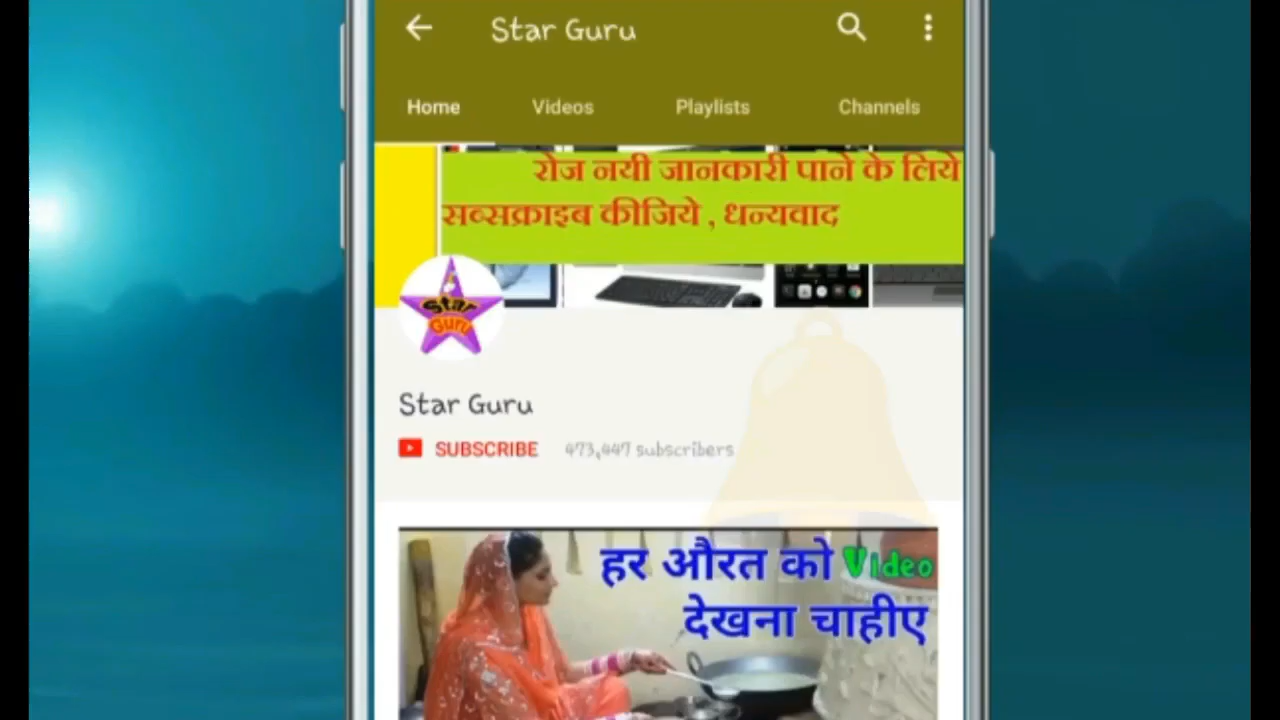 Star Guru
Home Videos Playlists Channels
रोज नयी जानकारी पाने के लिये
सब्सक्राइब कीजिये , धन्यवाद
Star
Guru
Star Guru
SUBSCRIBE 473,447 subscribers
हर औरत को Video
देखना चाहीए